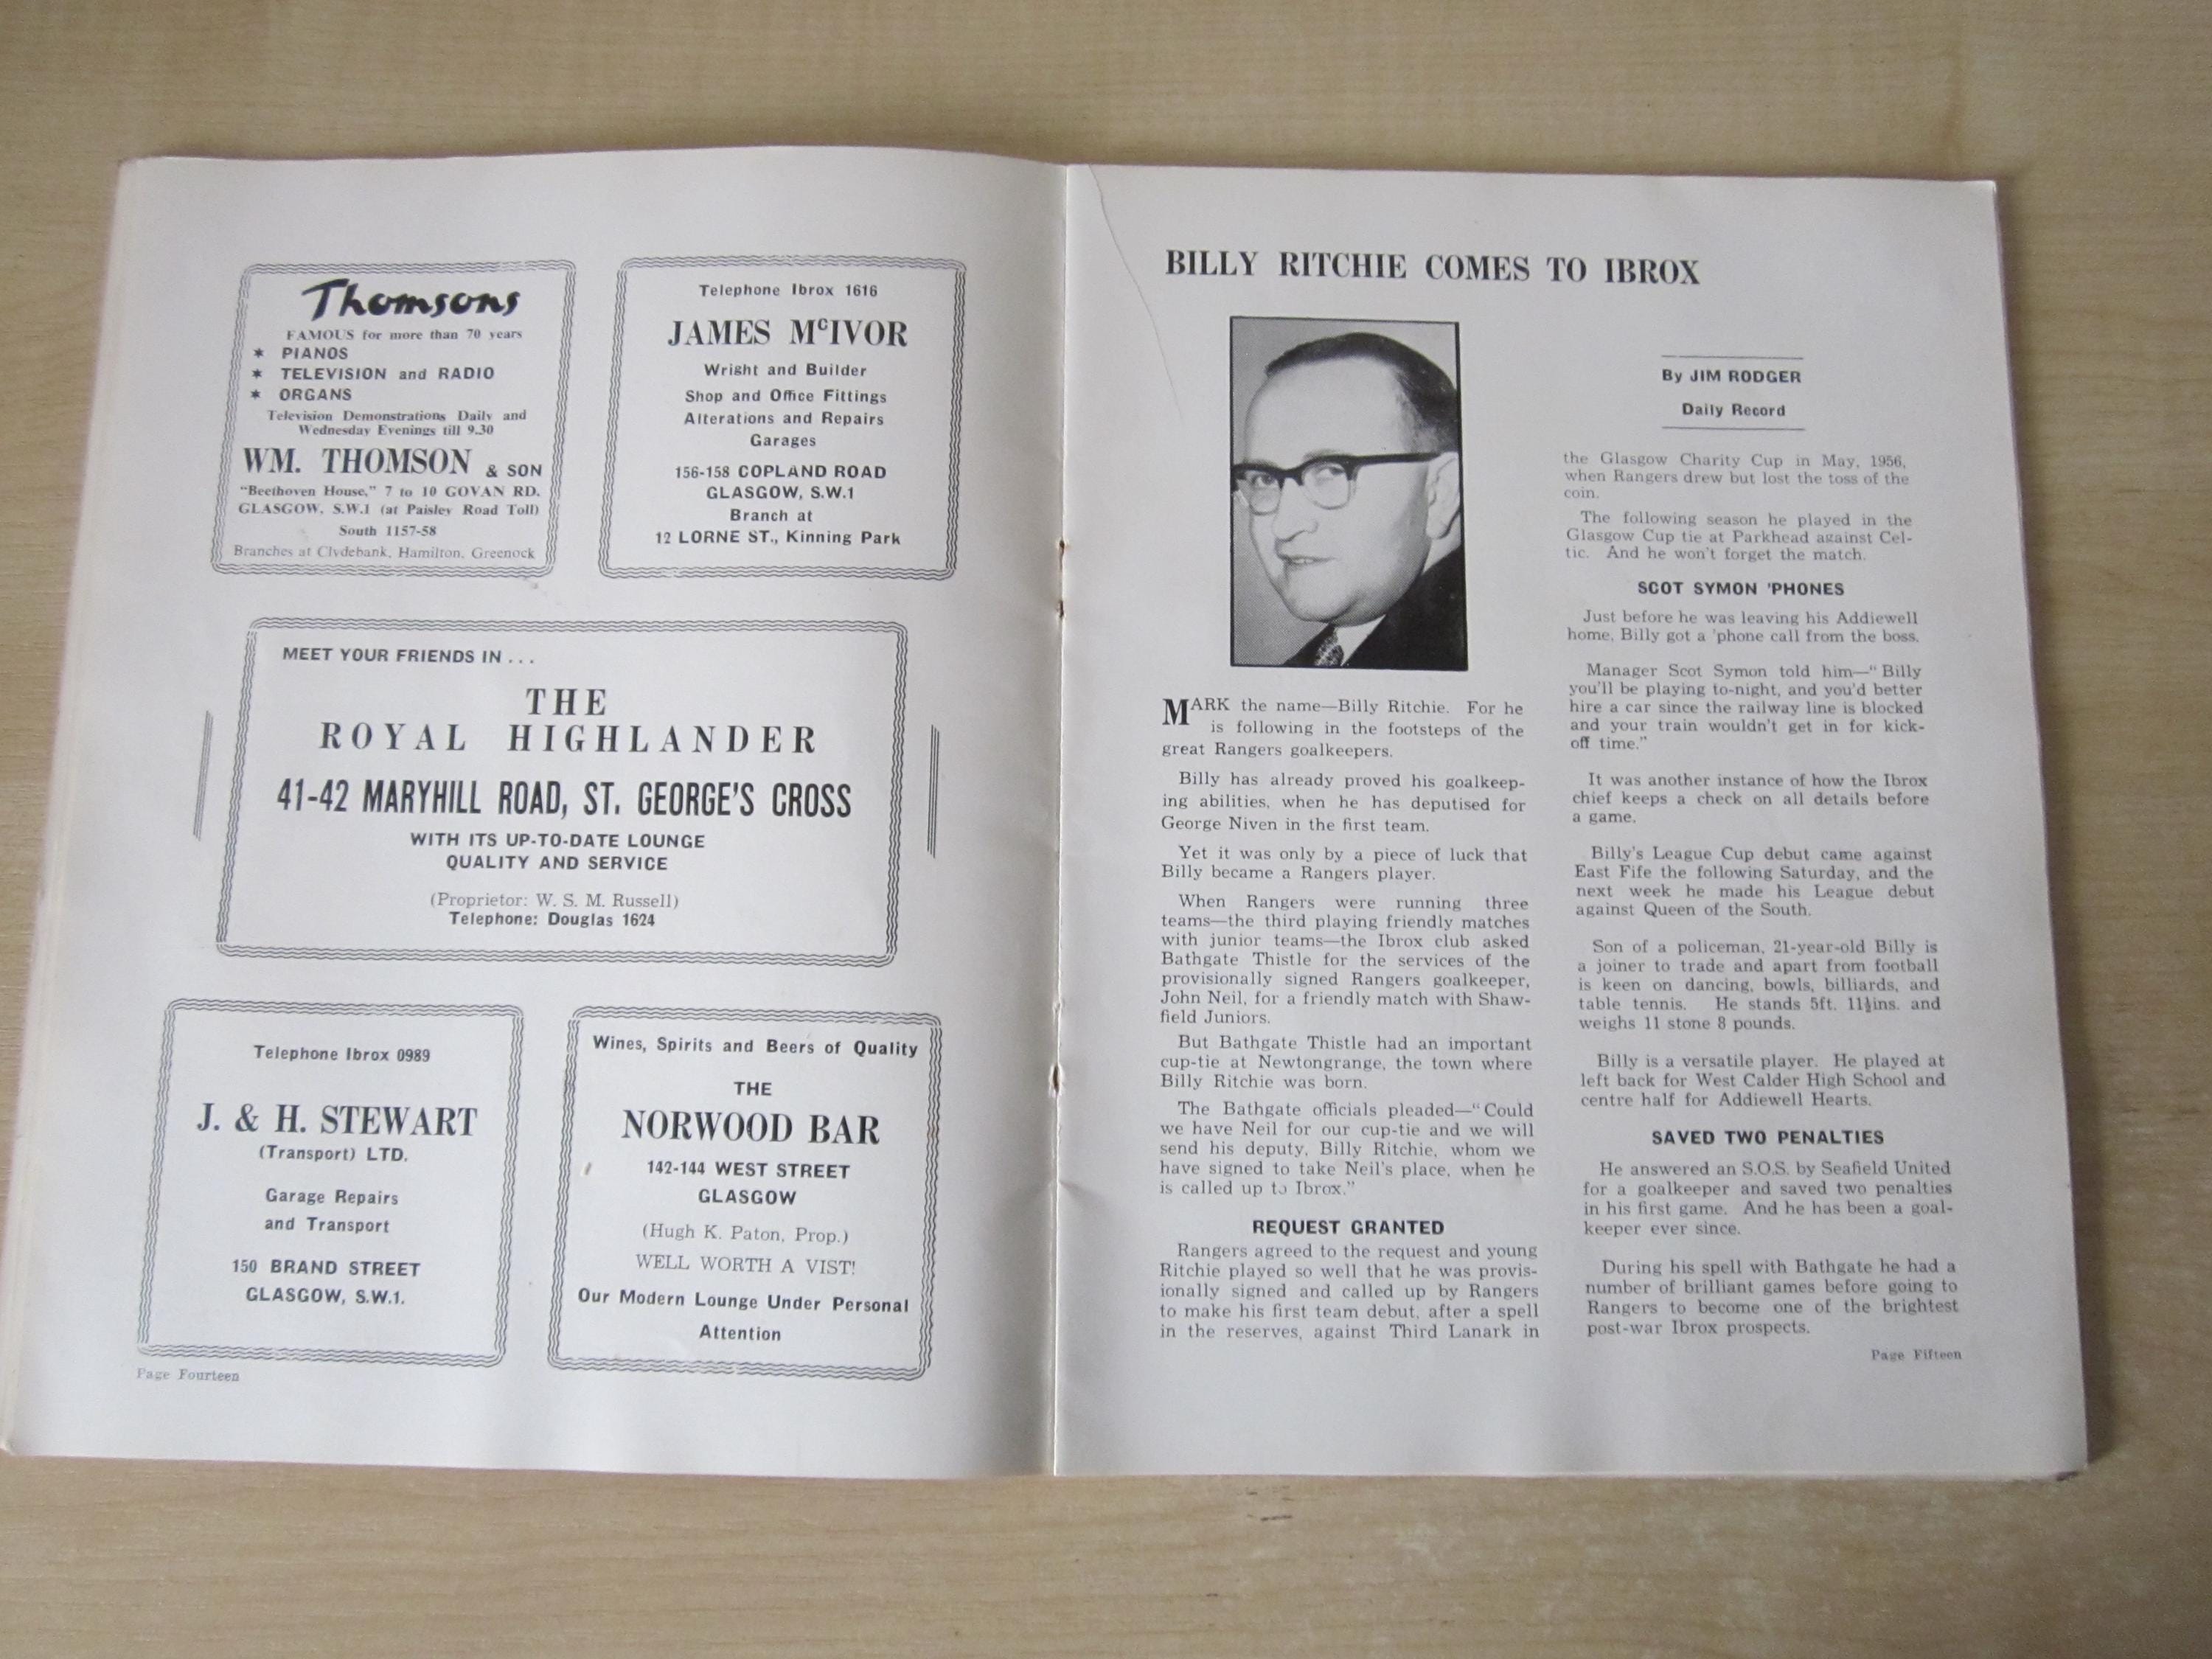 Thomsons
FAMOUS for more than 70 years
* PIANOS
* TELEVISION and RADIO
* ORGANS
Television Demonstrations Daily and
Wednesday Evenings till 9.30
WM. THOMSON & SON
"Beethoven House," 7 to 10 GOVAN RD.
GLASGOW, S.W.1 (at Paisley Road Toll)
South 1157-58
Branches at Clydebank, Hamilton, Greenock
Telephone Ibrox 1616
JAMES McIVOR
Wright and Builder
Shop and Office Fittings
Alterations and Repairs
Garages
156-158 COPLAND ROAD
GLASGOW, S.W.1
Branch at
12 LORNE ST., Kinning Park
MEET YOUR FRIENDS IN . . .
THE
ROYAL HIGHLANDER
41-42 MARYHILL ROAD, ST. GEORGE'S CROSS
WITH ITS UP-TO-DATE LOUNGE
QUALITY AND SERVICE
(Proprietor: W. S. M. Russell)
Telephone: Douglas 1624
Telephone Ibrox 0989
J. & H. STEWART
(Transport) LTD.
Garage Repairs
and Transport
150 BRAND STREET
GLASGOW, S.W.1.
Wines, Spirits and Beers of Quality
THE
NORWOOD BAR
142-144 WEST STREET
GLASGOW
(Hugh K. Paton, Prop.)
WELL WORTH A VIST!
Our Modern Lounge Under Personal
Attention
Page Fourteen
BILLY RITCHIE COMES TO IBROX
MARK the name—Billy Ritchie. For he
is following in the footsteps of the
great Rangers goalkeepers.
Billy has already proved his goalkeep-
ing abilities, when he has deputised for
George Niven in the first team.
Yet it was only by a piece of luck that
Billy became a Rangers player.
When Rangers were running three
teams—the third playing friendly matches
with junior teams—the Ibrox club asked
Bathgate Thistle for the services of the
provisionally signed Rangers goalkeeper,
John Neil, for a friendly match with Shaw-
field Juniors.
But Bathgate Thistle had an important
cup-tie at Newtongrange, the town where
Billy Ritchie was born.
The Bathgate officials pleaded—"Could
we have Neil for our cup-tie and we will
send his deputy, Billy Ritchie, whom we
have signed to take Neil's place, when he
is called up to Ibrox."
REQUEST GRANTED
Rangers agreed to the request and young
Ritchie played so well that he was provis-
ionally signed and called up by Rangers
to make his first team debut, after a spell
in the reserves, against Third Lanark in
By JIM RODGER
Daily Record
the Glasgow Charity Cup in May, 1956,
when Rangers drew but lost the toss of the
coin.
The following season he played in the
Glasgow Cup tie at Parkhead against Cel-
tic. And he won't forget the match.
SCOT SYMON 'PHONES
Just before he was leaving his Addiewell
home, Billy got a 'phone call from the boss.
Manager Scot Symon told him—"Billy
you'll be playing to-night, and you'd better
hire a car since the railway line is blocked
and your train wouldn't get in for kick-
off time."
It was another instance of how the Ibrox
chief keeps a check on all details before
a game.
Billy's League Cup debut came against
East Fife the following Saturday, and the
next week he made his League debut
against Queen of the South.
Son of a policeman, 21-year-old Billy is
a joiner to trade and apart from football
is keen on dancing, bowls, billiards, and
table tennis. He stands 5ft. 11½ins. and
weighs 11 stone 8 pounds.
Billy is a versatile player. He played at
left back for West Calder High School and
centre half for Addiewell Hearts.
SAVED TWO PENALTIES
He answered an S.O.S. by Seafield United
for a goalkeeper and saved two penalties
in his first game. And he has been a goal-
keeper ever since.
During his spell with Bathgate he had a
number of brilliant games before going to
Rangers to become one of the brightest
post-war Ibrox prospects.
Page Fifteen